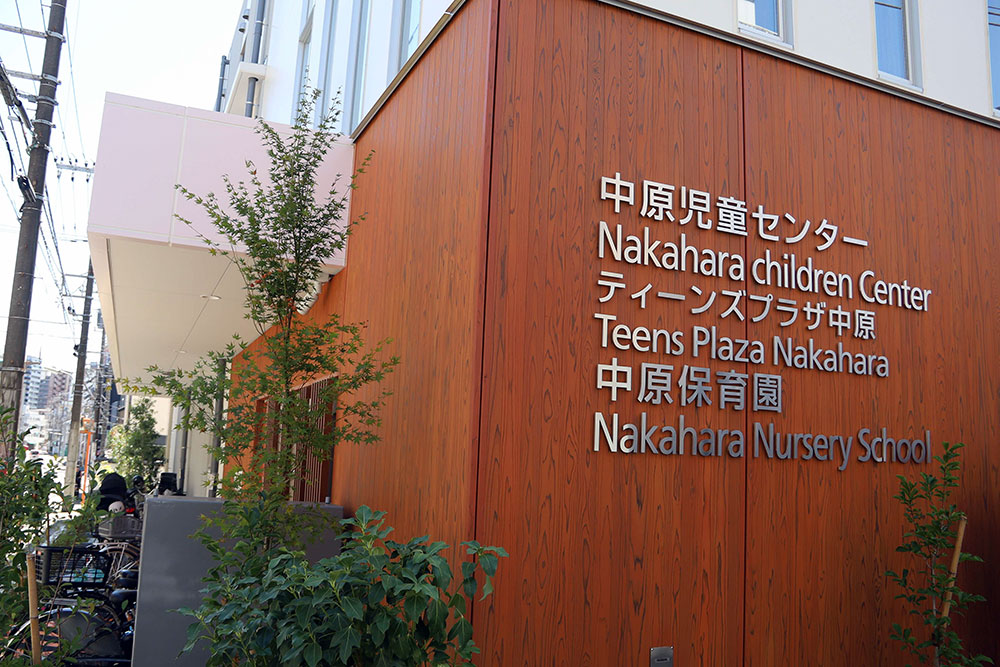 中原児童センター
Nakahara children Center
ティーンズプラザ中原
Teens Plaza Nakahara
中原保育園
Nakahara Nursery School